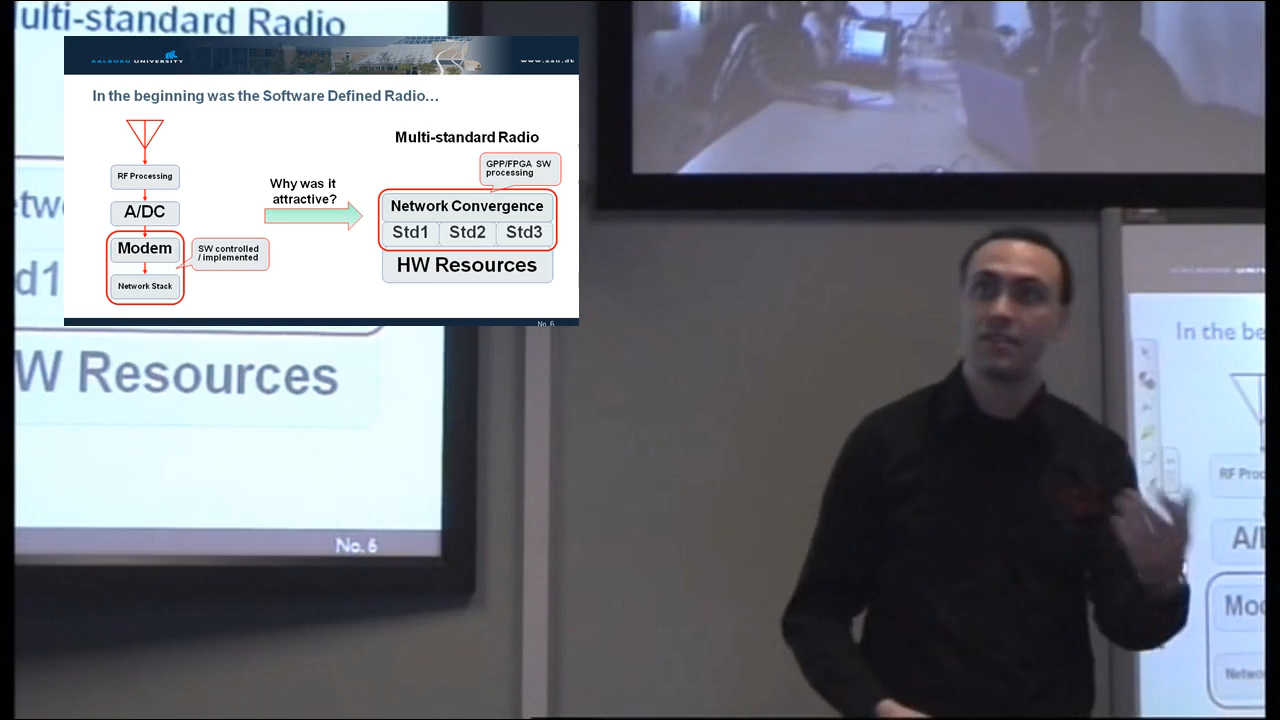 ulti-standard Radio
AALBORG UNIVERSITY
www.aau.dk
In the beginning was the Software Defined Radio...
Multi-standard Radio
GPP/FPGA SW
processing
RF Processing
Why was it
attractive?
Network Convergence
A/DC
Std1 Std2 Std3
Modem
SW controlled
/ implemented
HW Resources
Network Stack
No. 6
etw
d1
W Resources
No. 6
In the be
RF Proc
A/
Mo
Netwo